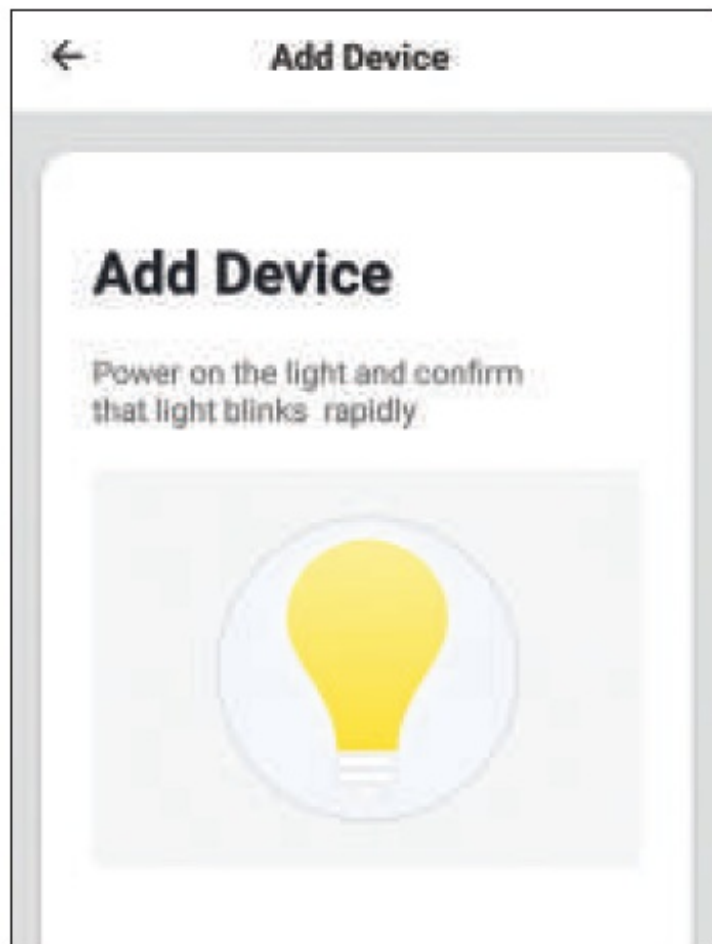 Add Device
Add Device
Power on the light and confirm
that light blinks rapidly